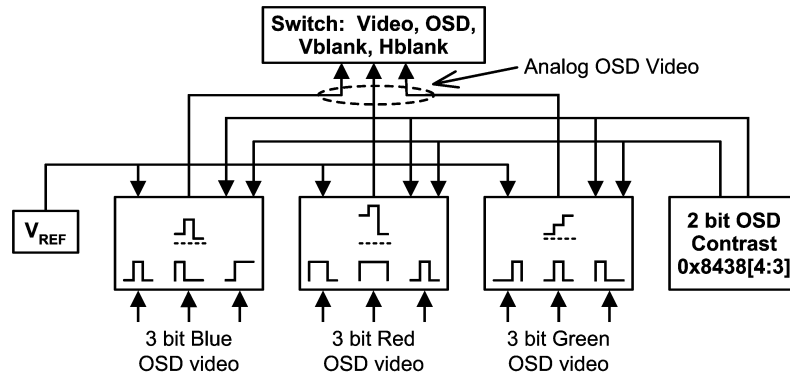 Switch: Video, OSD,
Vblank, Hblank
Analog OSD Video
VREF
2 bit OSD
Contrast
0x8438[4:3]
3 bit Blue
OSD video
3 bit Red
OSD video
3 bit Green
OSD video